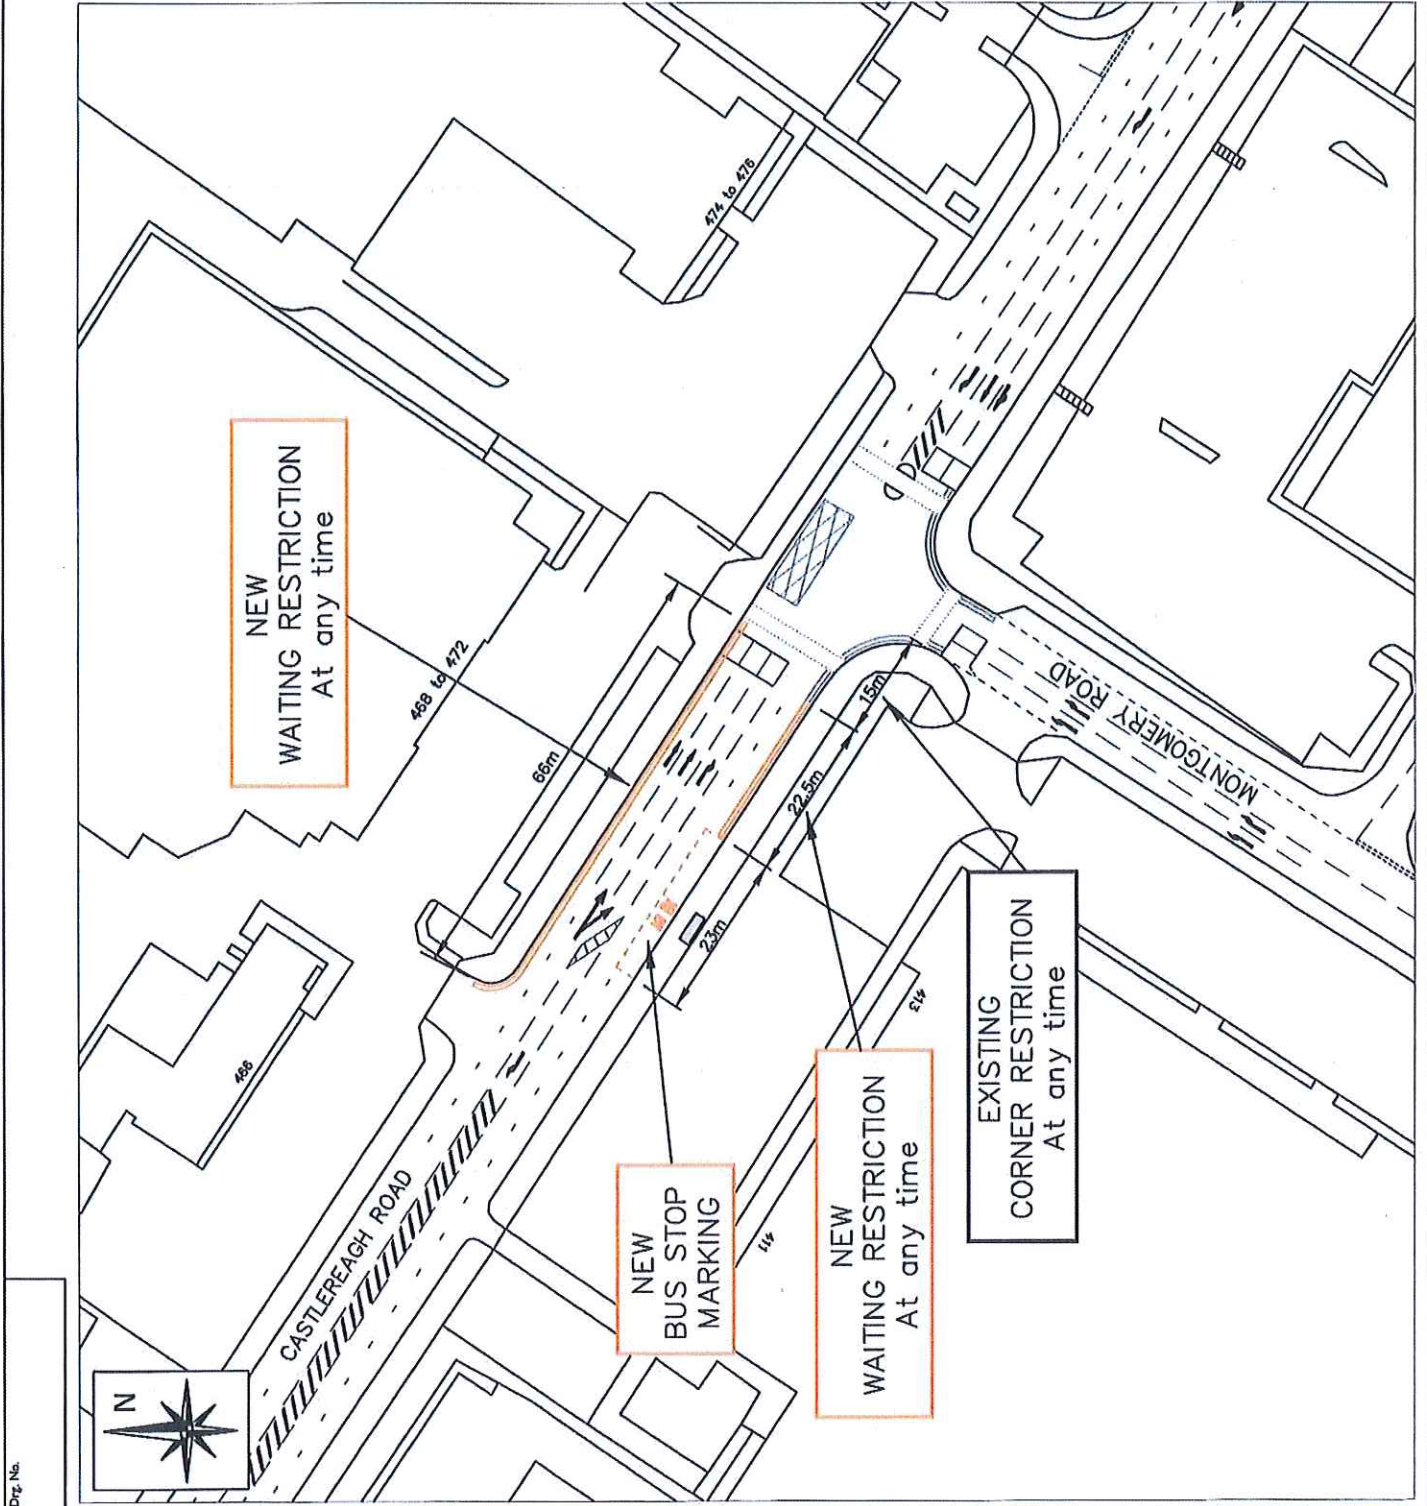 Drg. No.
N
CASTLEREAGH ROAD
MONTGOMERY ROAD
NEW
WAITING RESTRICTION
At any time
NEW
BUS STOP
MARKING
NEW
WAITING RESTRICTION
At any time
EXISTING
CORNER RESTRICTION
At any time
474 to 476
468 to 472
466
413
411
66m
15m
22.5m
23m